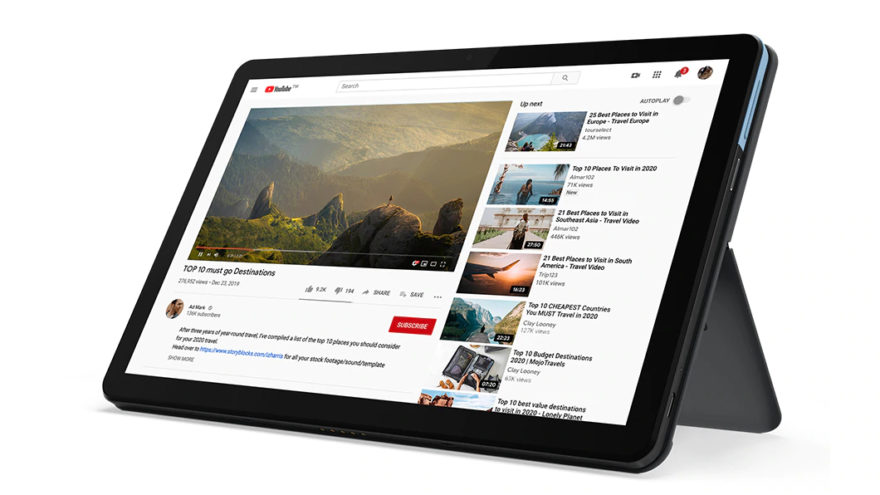 YouTube TW
Search
3
TOP 10 must go Destinations
276,952 views • Dec 23, 2019
9.2K
194
SHARE
SAVE
Ad Mark
136K subscribers
SUBSCRIBE
After three years of year-round travel, I've compiled a list of the top 10 places you should consider
for your 2020 travel.
Head over to https://www.storyblocks.com/izharris for all your stock footage/sound/template
SHOW MORE
Up next
AUTOPLAY
21:43
25 Best Places to Visit in
Europe - Travel Europe
tourselect
4.2M views
14:55
Top 10 Places To Visit in 2020
Almar102
71K views
New
27:50
21 Best Places to Visit in
Southeast Asia - Travel Video
Almar102
446K views
16:23
21 Best Places to Visit in South
America - Travel Video
Trip123
101K views
22:23
Top 10 CHEAPEST Countries
You MUST Travel in 2020
Clay Looney
127K views
07:20
Top 10 Budget Destinations
2020 | MojoTravels
Clay Looney
63K views
Top 10 best value destinations
to visit in 2020 - Lonely Planet